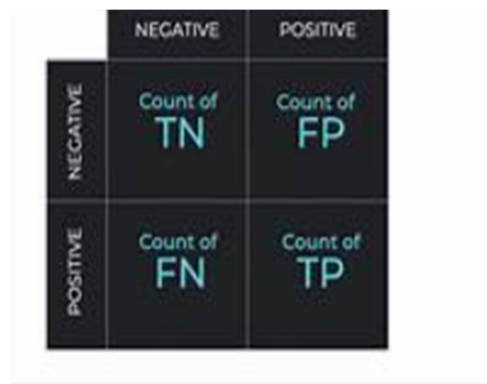 NEGATIVE POSITIVE
NEGATIVE
Count of
TN
Count of
FP
POSITIVE
Count of
FN
Count of
TP